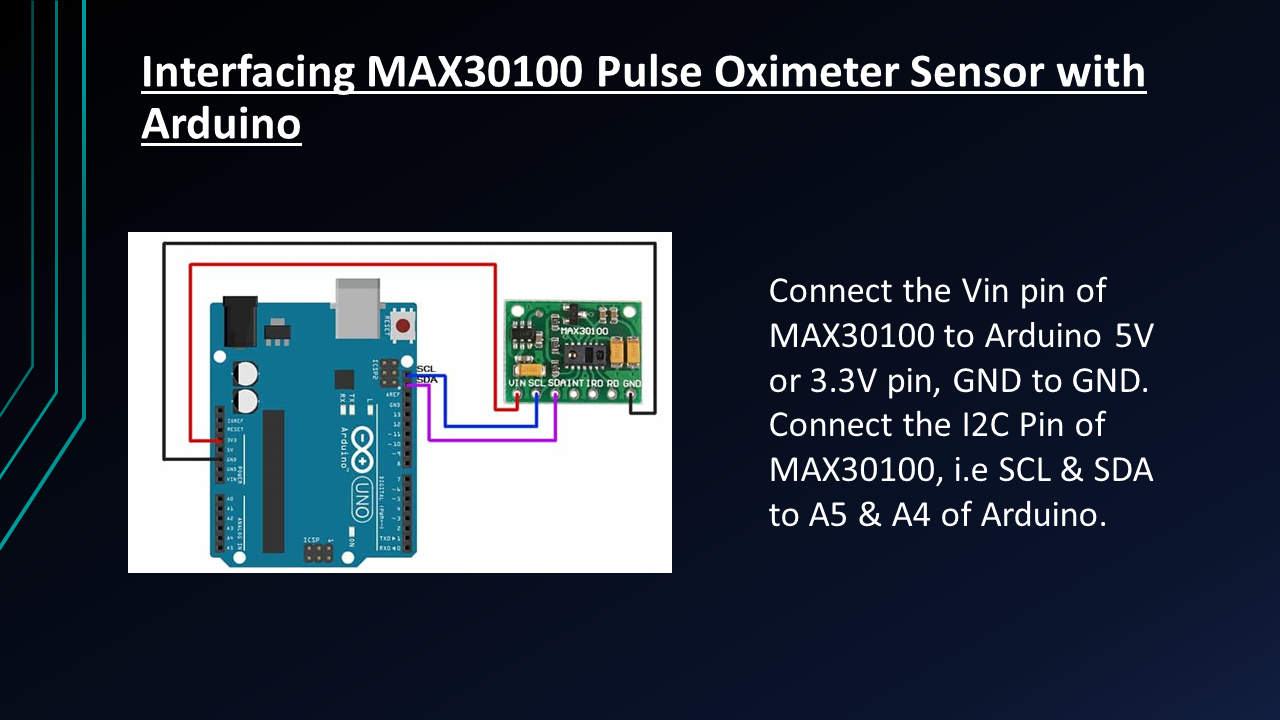 Interfacing MAX30100 Pulse Oximeter Sensor with
Arduino
Connect the Vin pin of
MAX30100 to Arduino 5V
or 3.3V pin, GND to GND.
Connect the I2C Pin of
MAX30100, i.e SCL & SDA
to A5 & A4 of Arduino.
RESET
ICSP2
SCL
SDA
AREF
GND
13
12
~11
~10
~9
8
7
~6
~5
4
~3
2
TXD▶1
RXD◀0
DIGITAL (PWM~)
L
TX
RX
Arduino™
UNO
ON
ICSP
1
IOREF
RESET
3V3
5V
GND
GND
VIN
POWER
A0
A1
A2
A3
A4
A5
ANALOG IN
MAX30100
VIN SCL SDA INT IRD RD GND